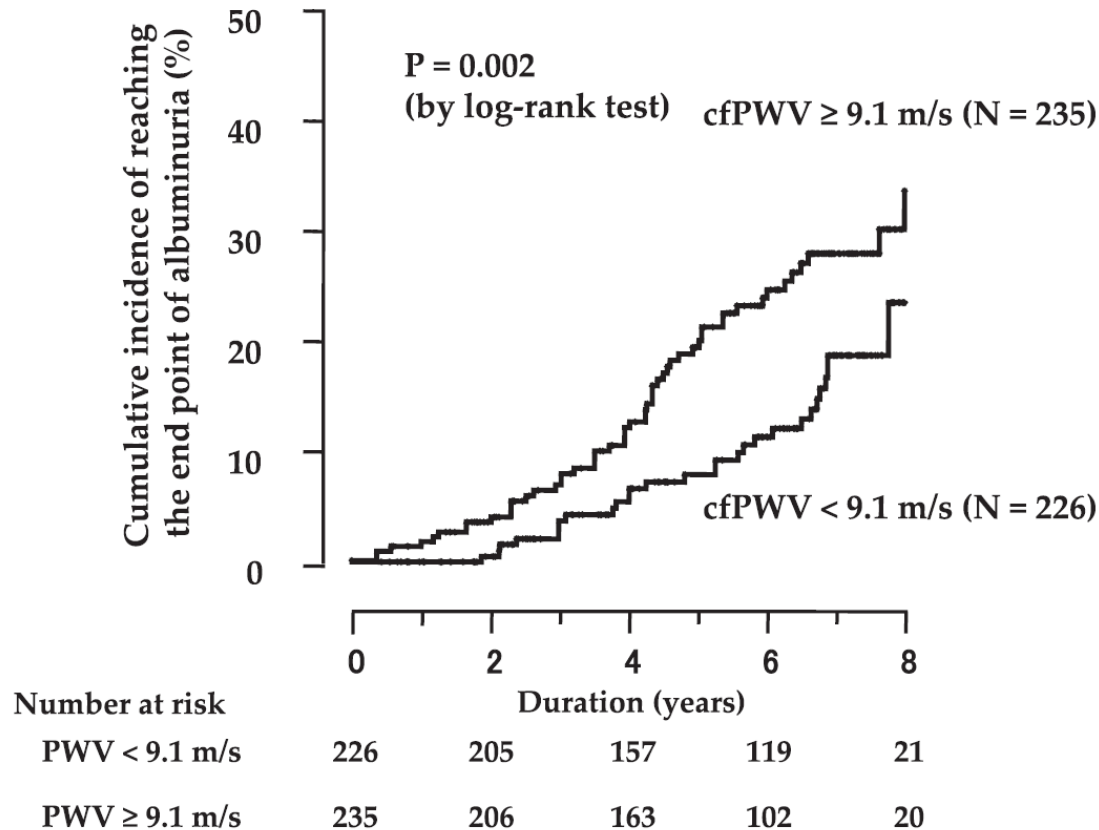 Cumulative incidence of reaching
the end point of albuminuria (%)
50
40
30
20
10
0
P = 0.002
(by log-rank test)
cfPWV ≥ 9.1 m/s (N = 235)
cfPWV < 9.1 m/s (N = 226)
0 2 4 6 8
Duration (years)
Number at risk
PWV < 9.1 m/s 226 205 157 119 21
PWV ≥ 9.1 m/s 235 206 163 102 20